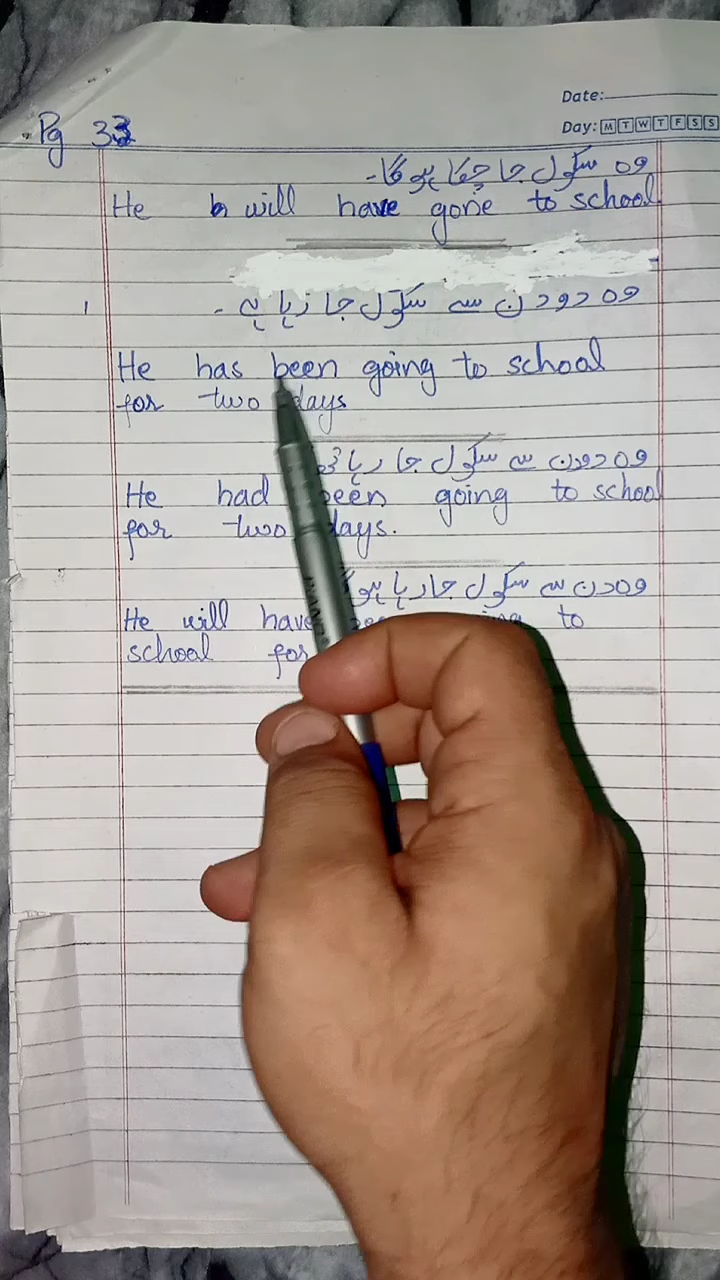 Date:
Day: M T W T F S S
Pg 33
وہ سکول جا چکا ہو گا۔
He will have gone to school
وہ دو دن سے سکول جا رہا ہے۔
1
He has been going to school
for two days
وہ دو دن سے سکول جا رہا
He had been going to school
for two days.
وہ دن سے سکول جا رہا ہو
He will have to
school for